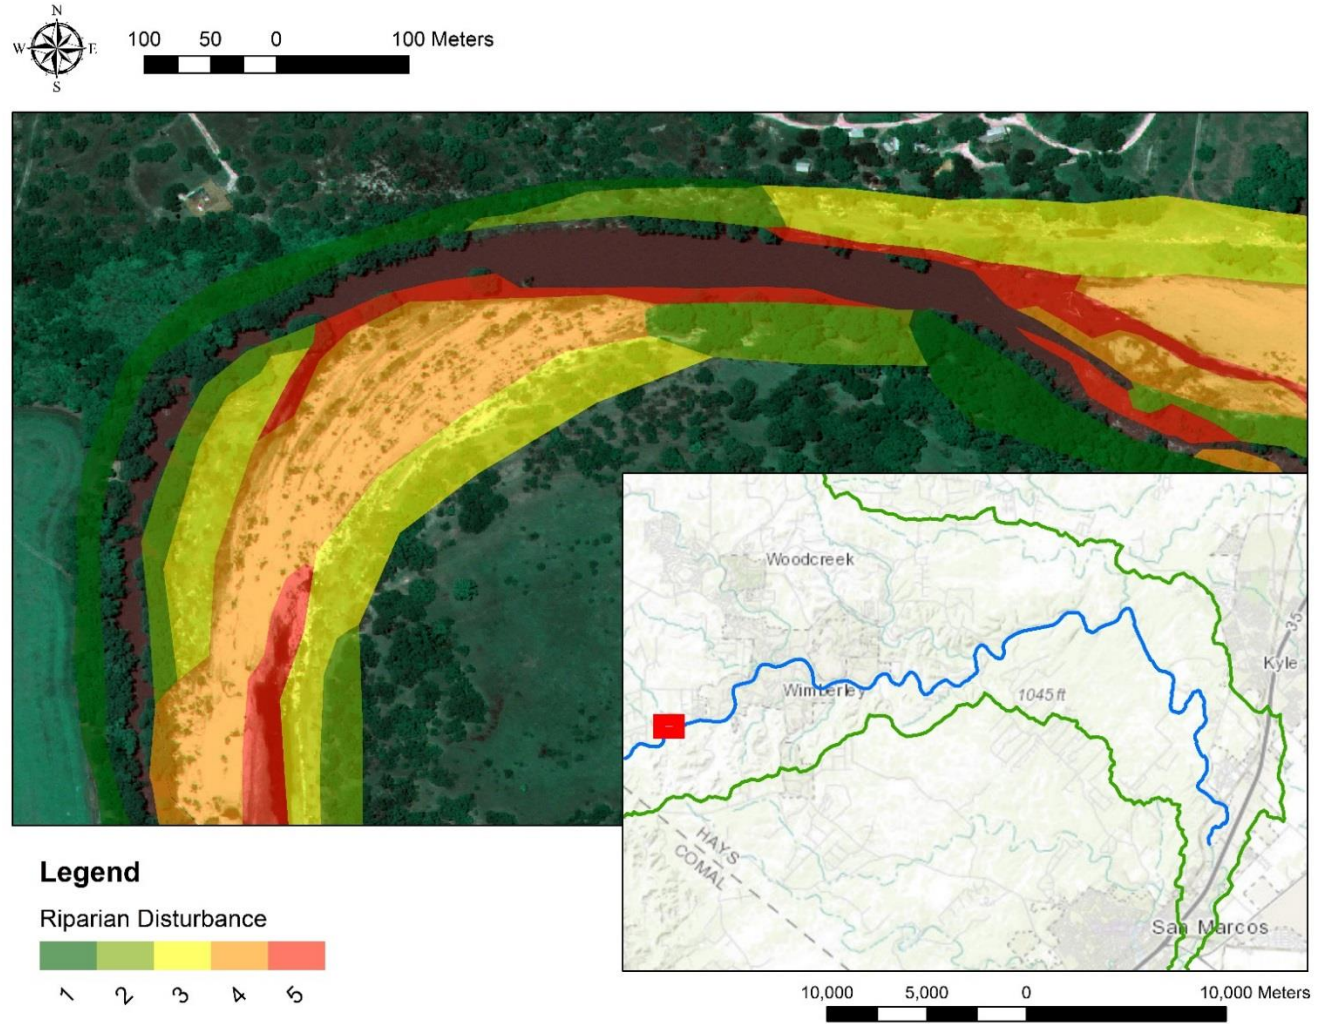 N
W E
S
100 50 0 100 Meters
Woodcreek
35
Kyle
Wimberley
1045 ft
HAYS
COMAL
San Marcos
Legend
Riparian Disturbance
1 2 3 4 5
10,000 5,000 0 10,000 Meters